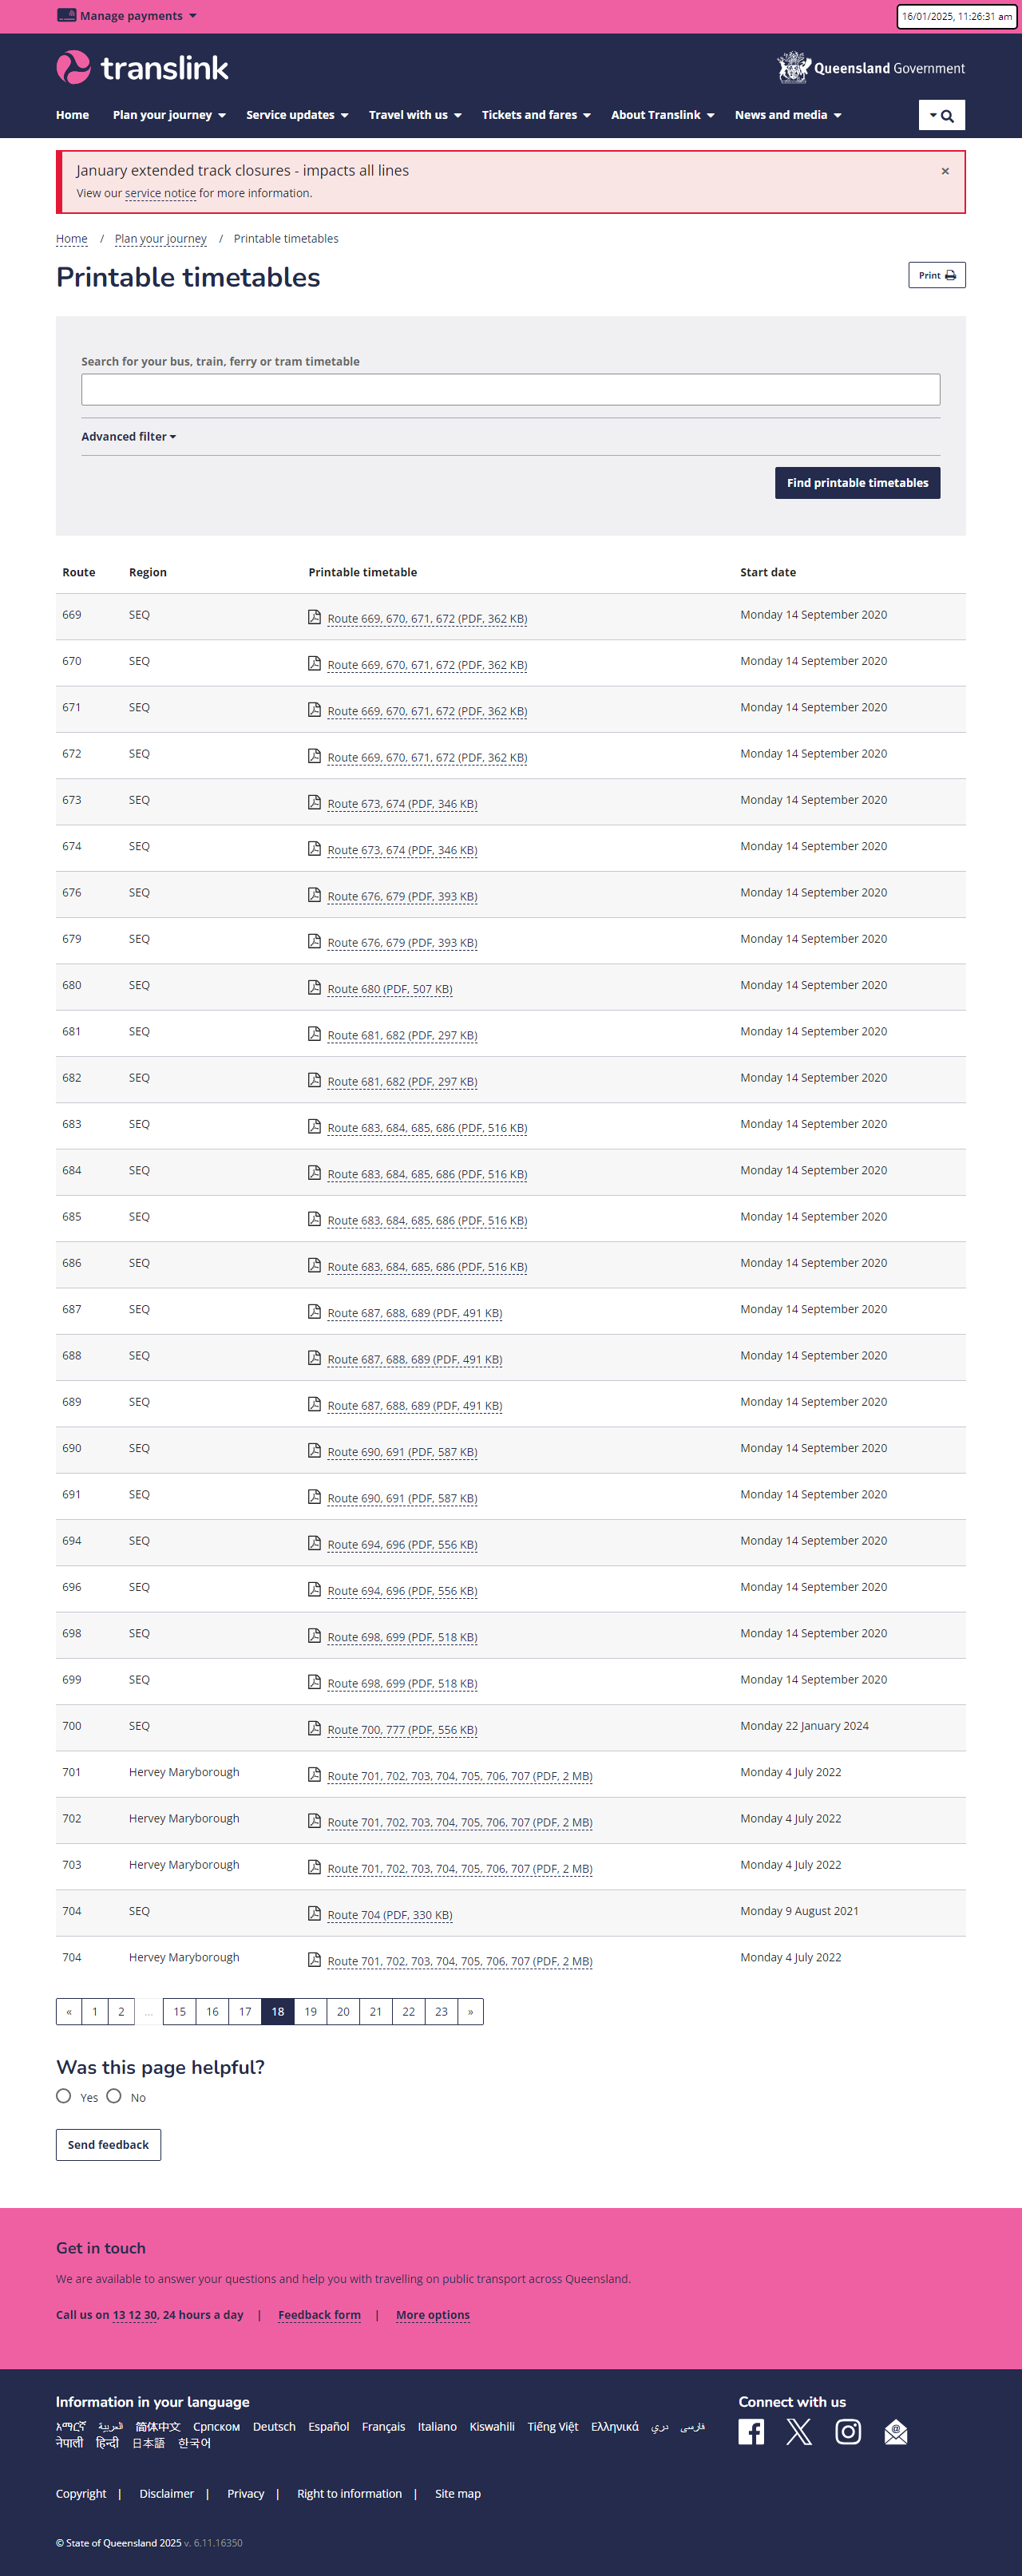 Manage payments
16/01/2025, 11:26:31 am
translink
Queensland Government
Home Plan your journey Service updates Travel with us Tickets and fares About Translink News and media
January extended track closures - impacts all lines
×
View our service notice for more information.
Home / Plan your journey / Printable timetables
Printable timetables
Print
Search for your bus, train, ferry or tram timetable
Advanced filter
Find printable timetables
Route Region Printable timetable Start date
669 SEQ Route 669, 670, 671, 672 (PDF, 362 KB) Monday 14 September 2020
670 SEQ Route 669, 670, 671, 672 (PDF, 362 KB) Monday 14 September 2020
671 SEQ Route 669, 670, 671, 672 (PDF, 362 KB) Monday 14 September 2020
672 SEQ Route 669, 670, 671, 672 (PDF, 362 KB) Monday 14 September 2020
673 SEQ Route 673, 674 (PDF, 346 KB) Monday 14 September 2020
674 SEQ Route 673, 674 (PDF, 346 KB) Monday 14 September 2020
676 SEQ Route 676, 679 (PDF, 393 KB) Monday 14 September 2020
679 SEQ Route 676, 679 (PDF, 393 KB) Monday 14 September 2020
680 SEQ Route 680 (PDF, 507 KB) Monday 14 September 2020
681 SEQ Route 681, 682 (PDF, 297 KB) Monday 14 September 2020
682 SEQ Route 681, 682 (PDF, 297 KB) Monday 14 September 2020
683 SEQ Route 683, 684, 685, 686 (PDF, 516 KB) Monday 14 September 2020
684 SEQ Route 683, 684, 685, 686 (PDF, 516 KB) Monday 14 September 2020
685 SEQ Route 683, 684, 685, 686 (PDF, 516 KB) Monday 14 September 2020
686 SEQ Route 683, 684, 685, 686 (PDF, 516 KB) Monday 14 September 2020
687 SEQ Route 687, 688, 689 (PDF, 491 KB) Monday 14 September 2020
688 SEQ Route 687, 688, 689 (PDF, 491 KB) Monday 14 September 2020
689 SEQ Route 687, 688, 689 (PDF, 491 KB) Monday 14 September 2020
690 SEQ Route 690, 691 (PDF, 587 KB) Monday 14 September 2020
691 SEQ Route 690, 691 (PDF, 587 KB) Monday 14 September 2020
694 SEQ Route 694, 696 (PDF, 556 KB) Monday 14 September 2020
696 SEQ Route 694, 696 (PDF, 556 KB) Monday 14 September 2020
698 SEQ Route 698, 699 (PDF, 518 KB) Monday 14 September 2020
699 SEQ Route 698, 699 (PDF, 518 KB) Monday 14 September 2020
700 SEQ Route 700, 777 (PDF, 556 KB) Monday 22 January 2024
701 Hervey Maryborough Route 701, 702, 703, 704, 705, 706, 707 (PDF, 2 MB) Monday 4 July 2022
702 Hervey Maryborough Route 701, 702, 703, 704, 705, 706, 707 (PDF, 2 MB) Monday 4 July 2022
703 Hervey Maryborough Route 701, 702, 703, 704, 705, 706, 707 (PDF, 2 MB) Monday 4 July 2022
704 SEQ Route 704 (PDF, 330 KB) Monday 9 August 2021
704 Hervey Maryborough Route 701, 702, 703, 704, 705, 706, 707 (PDF, 2 MB) Monday 4 July 2022
« 1 2 ... 15 16 17 18 19 20 21 22 23 »
Was this page helpful?
Yes No
Send feedback
Get in touch
We are available to answer your questions and help you with travelling on public transport across Queensland.
Call us on 13 12 30, 24 hours a day | Feedback form | More options
Information in your language
አማርኛ العربية 简体中文 Српском Deutsch Español Français Italiano Kiswahili Tiếng Việt Ελληνικά دری فارسی
नेपाली हिन्दी 日本語 한국어
Connect with us
Copyright | Disclaimer | Privacy | Right to information | Site map
© State of Queensland 2025 v. 6.11.16350